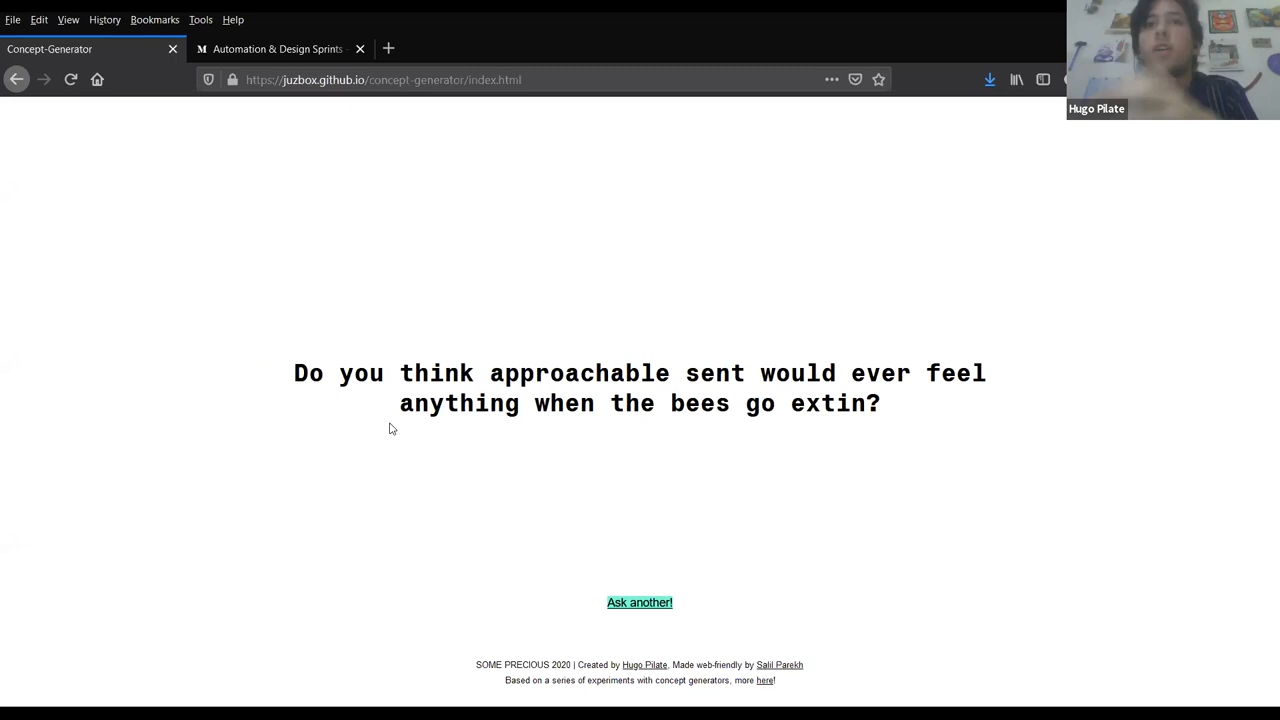 File Edit View History Bookmarks Tools Help
Concept-Generator
M Automation & Design Sprints -
https://juzbox.github.io/concept-generator/index.html
Hugo Pilate
Do you think approachable sent would ever feel
anything when the bees go extin?
Ask another!
SOME PRECIOUS 2020 | Created by Hugo Pilate, Made web-friendly by Salil Parekh
Based on a series of experiments with concept generators, more here!